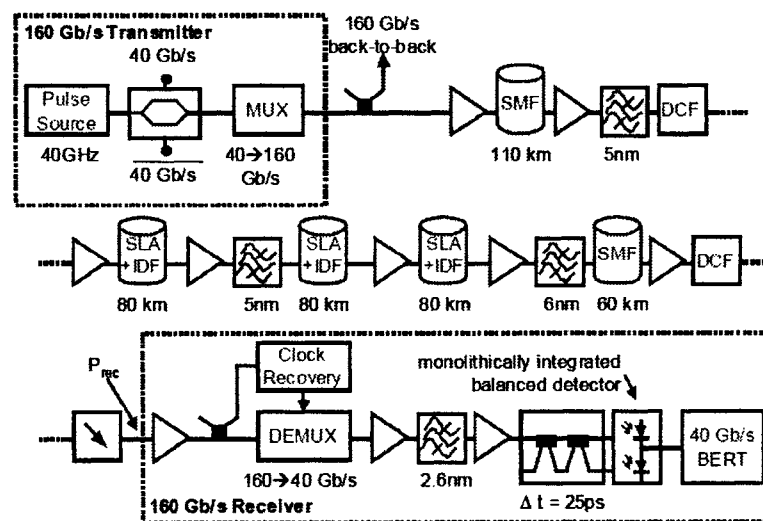 160 Gb/s Transmitter
160 Gb/s
back-to-back
40 Gb/s
Pulse
Source
MUX
SMF
DCF
40GHz
40 Gb/s
40→160
Gb/s
110 km
5nm
SLA
+IDF
SLA
+IDF
SLA
+IDF
SMF
DCF
80 km
5nm
80 km
80 km
6nm
60 km
Prec
Clock
Recovery
monolithically integrated
balanced detector
DEMUX
40 Gb/s
BERT
160→40 Gb/s
2.6nm
Δ t = 25ps
160 Gb/s Receiver